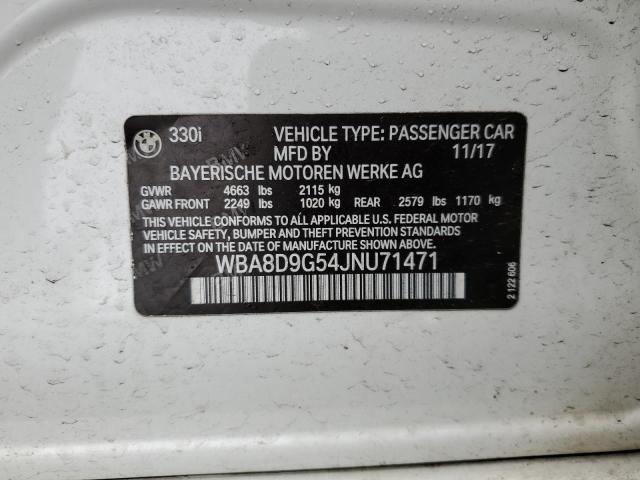 BMW 330i VEHICLE TYPE: PASSENGER CAR
MFD BY 11/17
BAYERISCHE MOTOREN WERKE AG
GVWR 4663 lbs 2115 kg
GAWR FRONT 2249 lbs 1020 kg REAR 2579 lbs 1170 kg
THIS VEHICLE CONFORMS TO ALL APPLICABLE U.S. FEDERAL MOTOR
VEHICLE SAFETY, BUMPER AND THEFT PREVENTION STANDARDS
IN EFFECT ON THE DATE OF MANUFACTURE SHOWN ABOVE.
WBA8D9G54JNU71471
2 122 606